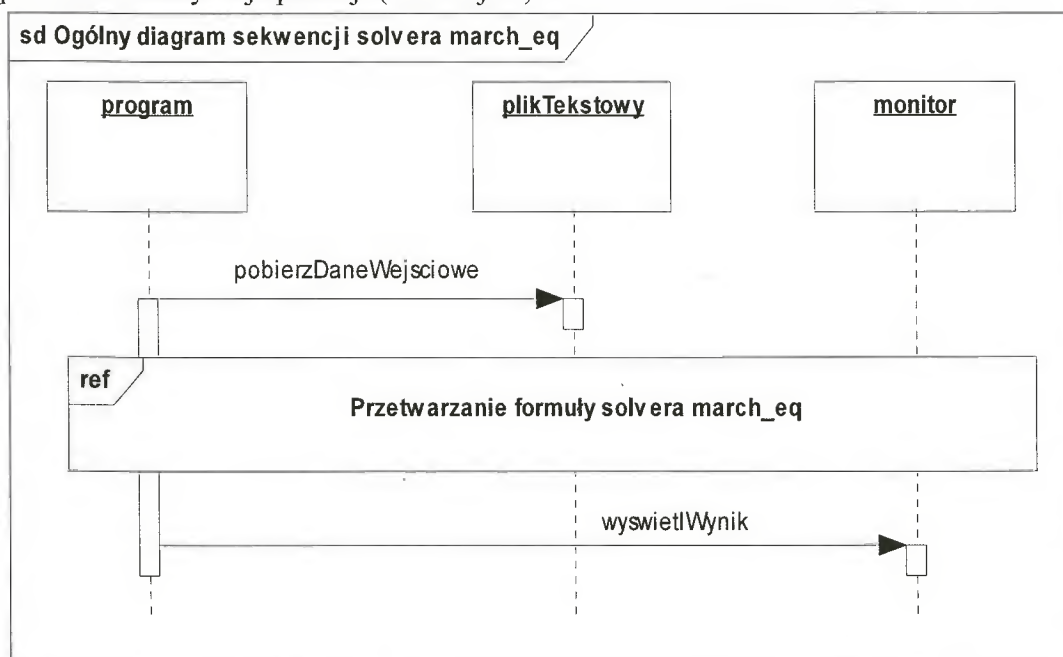 sd Ogólny diagram sekwencji solvera march_eq
program
plikTekstowy
monitor
pobierzDaneWejsciowe
ref
Przetwarzanie formuły solvera march_eq
wyswietlWynik